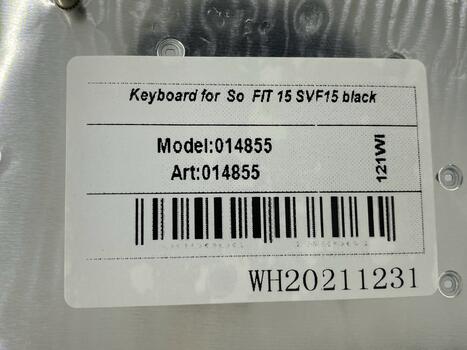 Keyboard for So FIT 15 SVF15 black
Model:014855
Art:014855
121WI
WH20211231